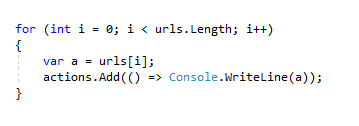 for (int i = 0; i < urls.Length; i++)
{
    var a = urls[i];
    actions.Add(() => Console.WriteLine(a));
}